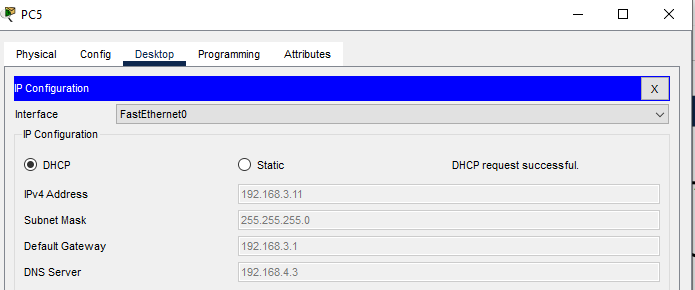 PC5
Physical Config Desktop Programming Attributes
IP Configuration X
Interface FastEthernet0
IP Configuration
DHCP Static DHCP request successful.
IPv4 Address 192.168.3.11
Subnet Mask 255.255.255.0
Default Gateway 192.168.3.1
DNS Server 192.168.4.3